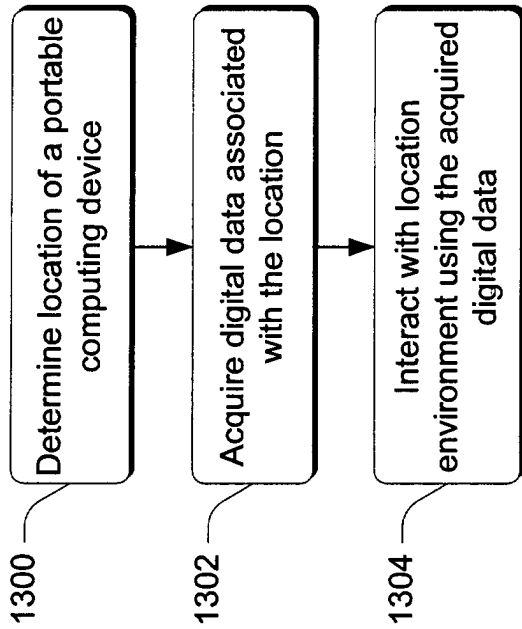 1300
Determine location of a portable
computing device
1302
Acquire digital data associated
with the location
1304
Interact with location
environment using the acquired
digital data